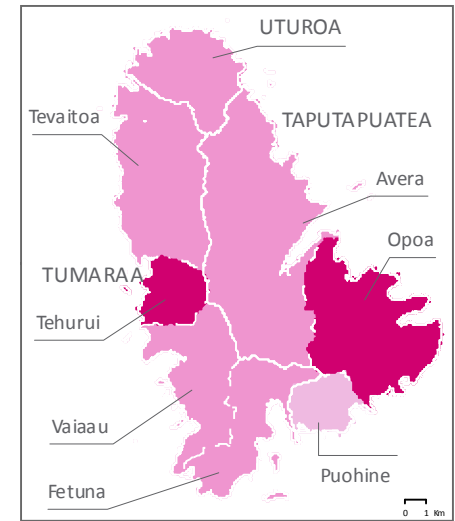 UTUROA
Tevaitoa
TAPUTAPUATEA
Avera
Opoa
TUMARAA
Tehurui
Vaiaau
Puohine
Fetuna
0 1 Km